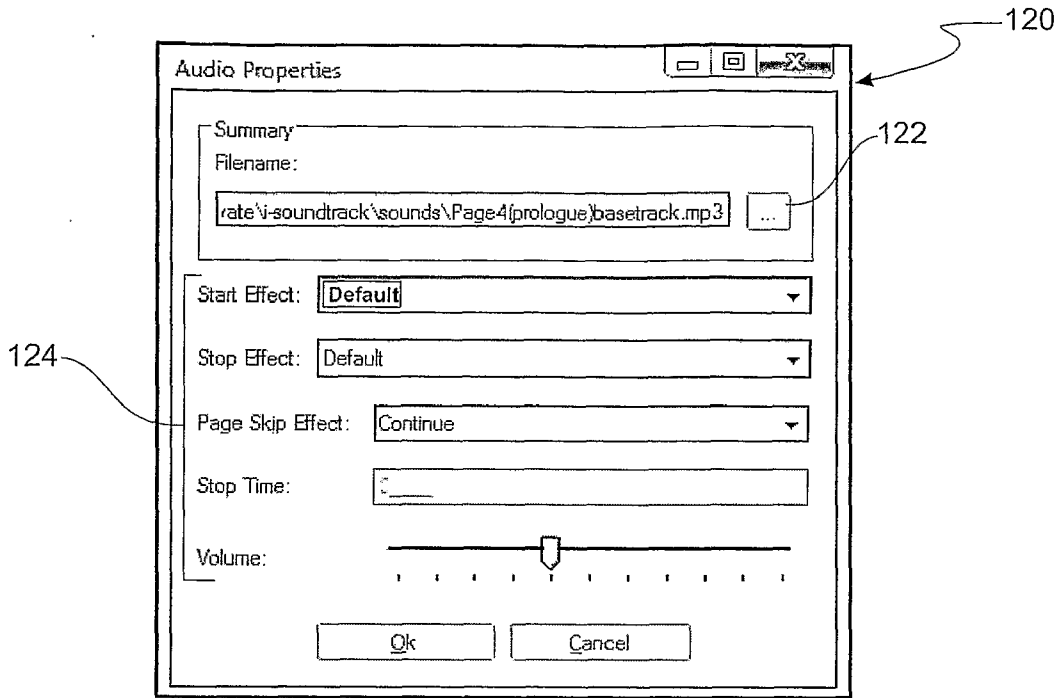 120
Audio Properties
122
Summary
Filename:
rate\i-soundtrack\sounds\Page4(prologue)basetrack.mp3
...
Start Effect: Default
124
Stop Effect: Default
Page Skip Effect: Continue
Stop Time:
Volume:
Ok Cancel